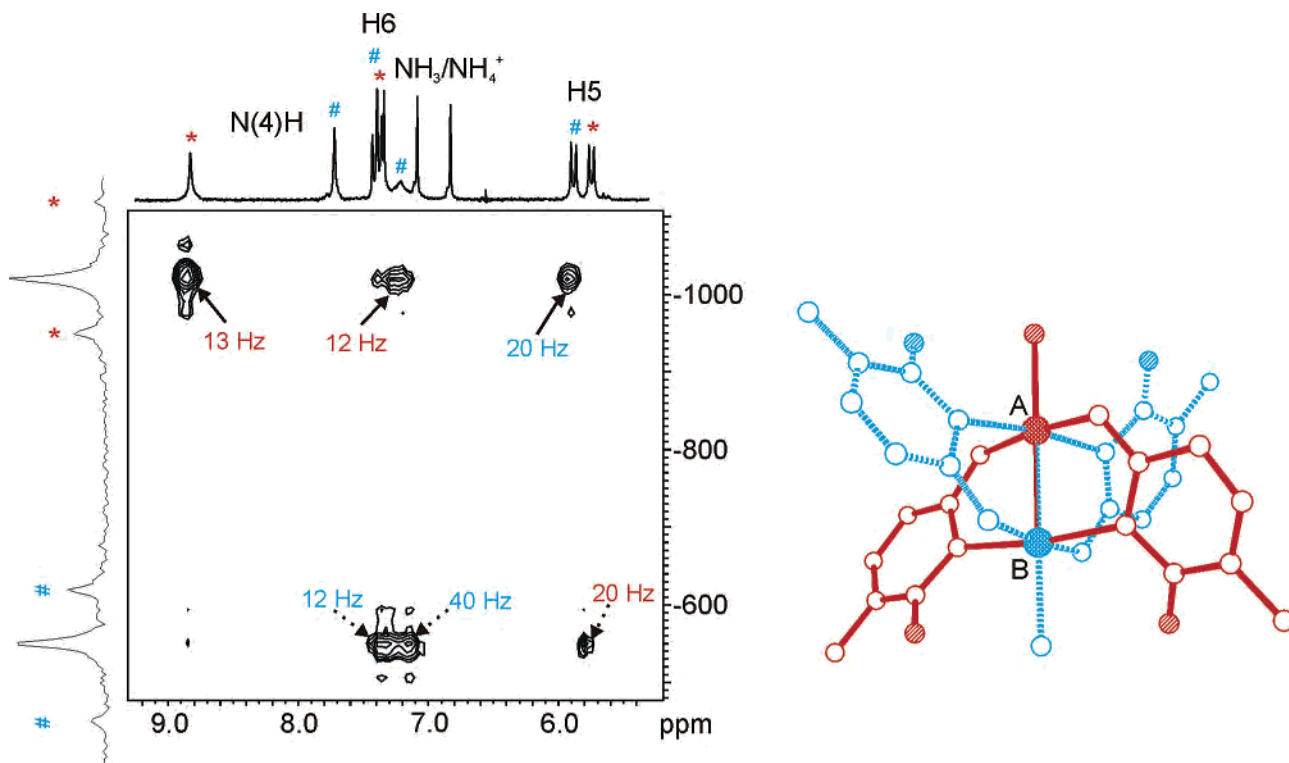 H6
# NH₃/NH₄⁺
* H5
N(4)H # # *
* #
*
*
-1000
13 Hz 12 Hz 20 Hz
-800
A
B
#
12 Hz 40 Hz 20 Hz
-600
#
9.0 8.0 7.0 6.0 ppm